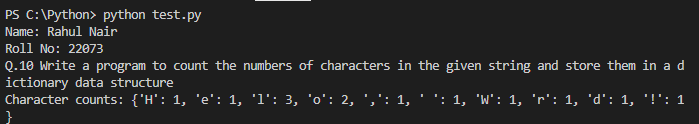 PS C:\Python> python test.py
Name: Rahul Nair
Roll No: 22073
Q.10 Write a program to count the numbers of characters in the given string and store them in a d
ictionary data structure
Character counts: {'H': 1, 'e': 1, 'l': 3, 'o': 2, ',': 1, ' ': 1, 'W': 1, 'r': 1, 'd': 1, '!': 1
}